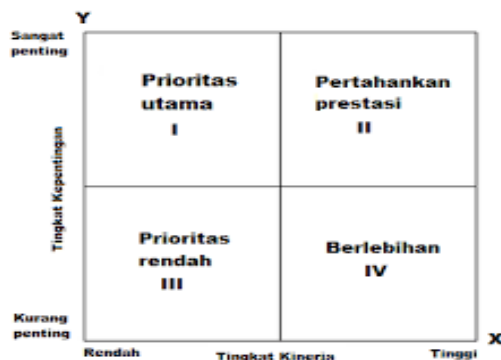 Y
Sangat
penting
Prioritas
utama
I
Pertahankan
prestasi
II
Tingkat Kepentingan
Prioritas
rendah
III
Berlebihan
IV
Kurang
penting
X
Rendah
Tingkat Kinerja
Tinggi